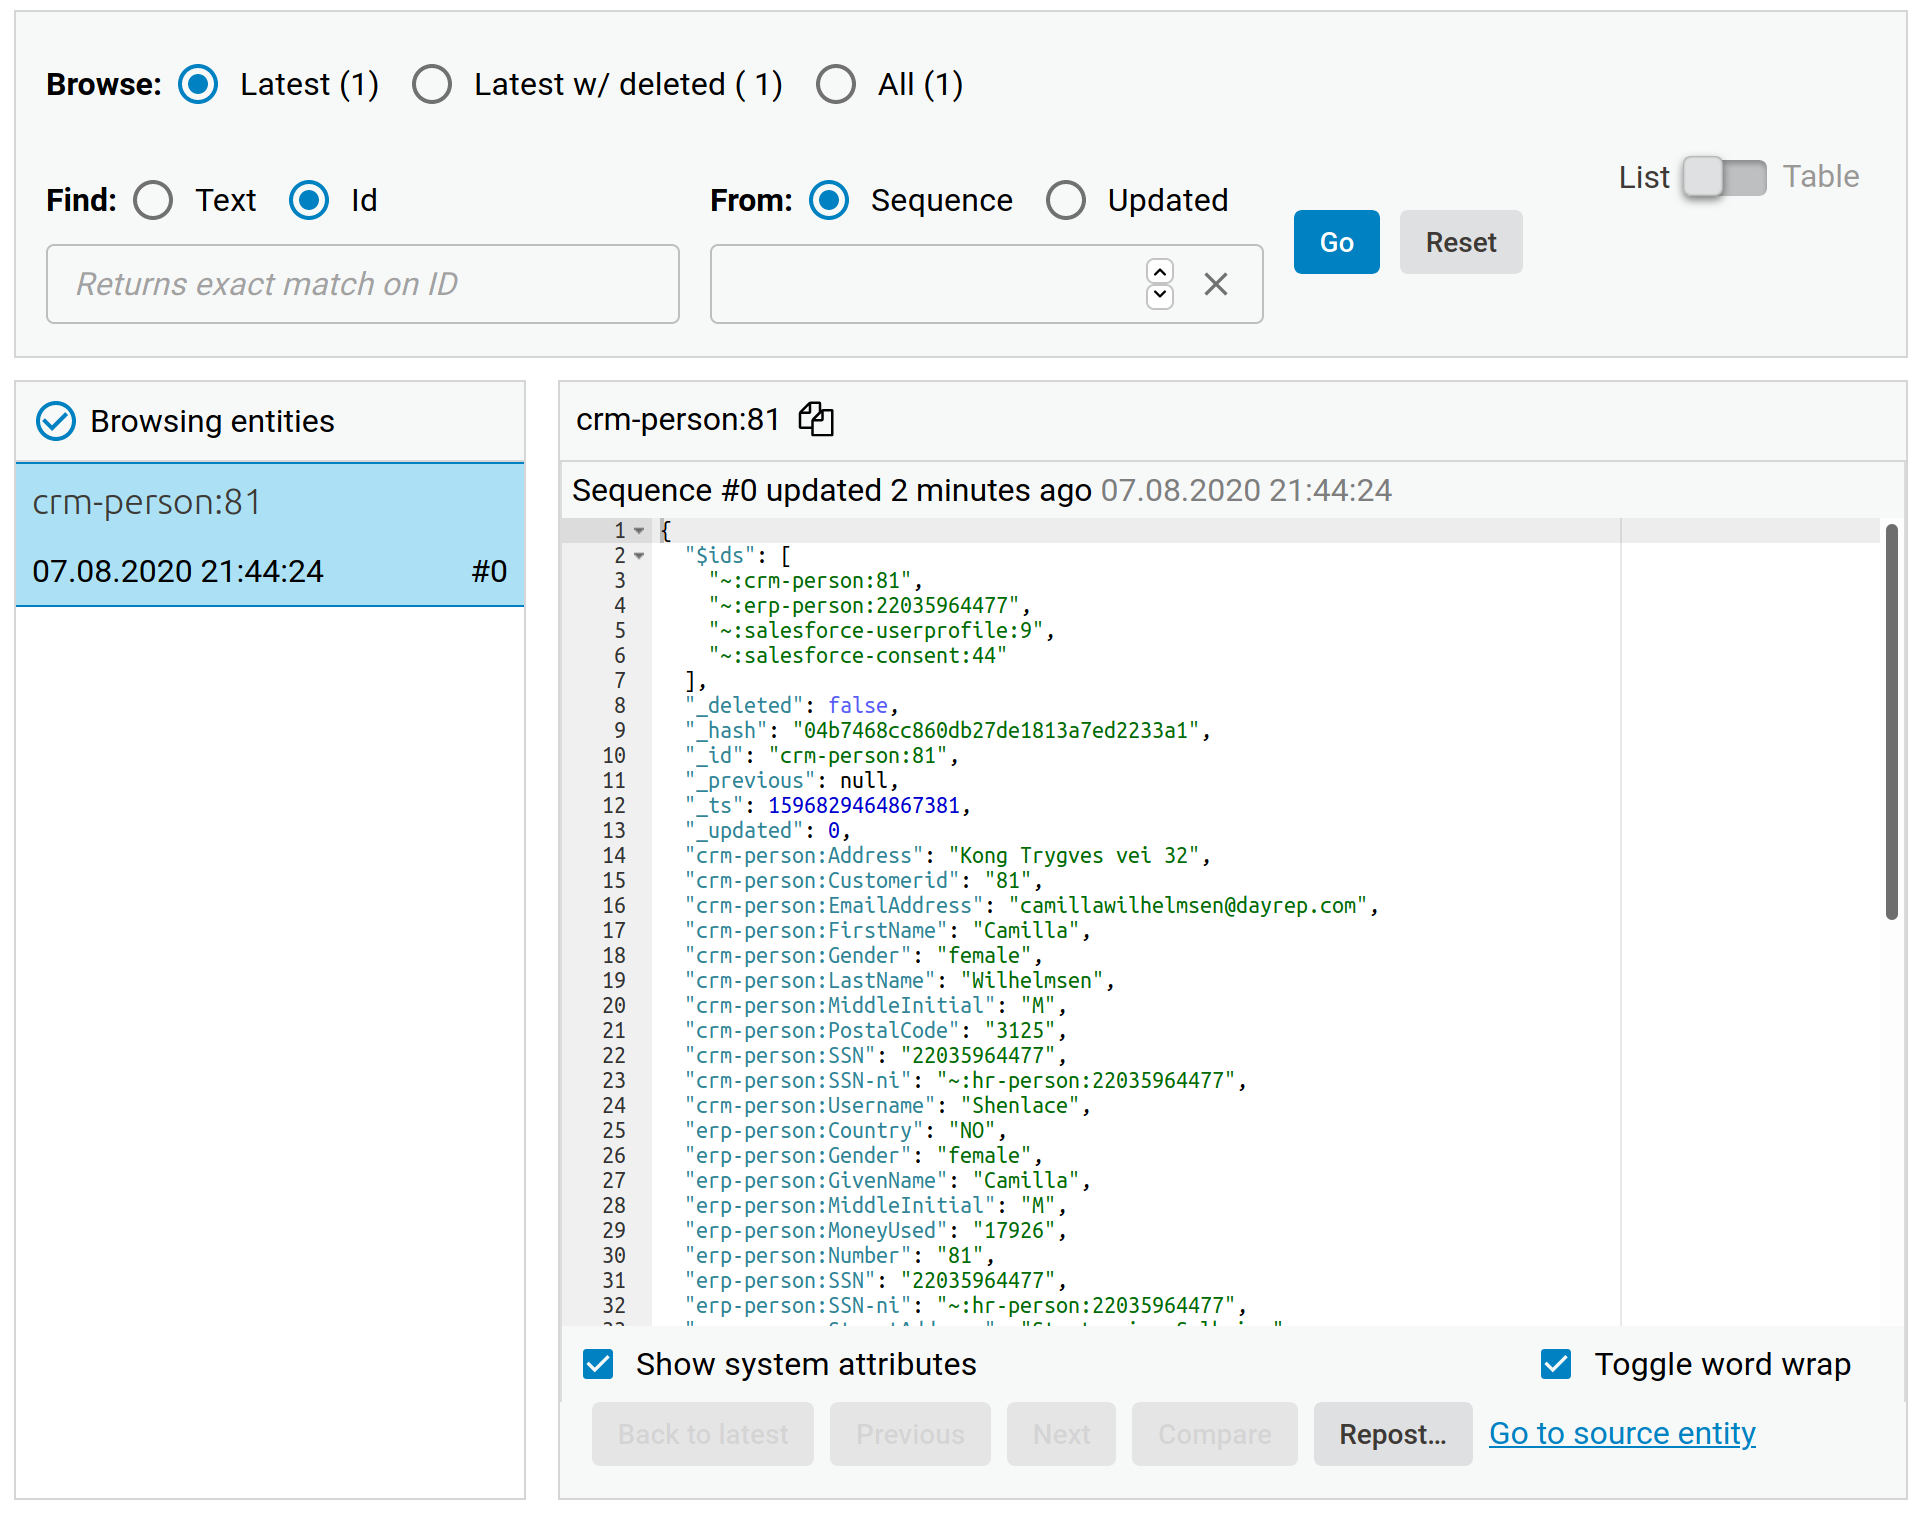 Browse: Latest (1) Latest w/ deleted ( 1) All (1)
List Table
Find: Text Id From: Sequence Updated
Go Reset
Returns exact match on ID
Browsing entities
crm-person:81
07.08.2020 21:44:24 #0
crm-person:81
Sequence #0 updated 2 minutes ago 07.08.2020 21:44:24
1 {
2 "$ids": [
3 "~:crm-person:81",
4 "~:erp-person:22035964477",
5 "~:salesforce-userprofile:9",
6 "~:salesforce-consent:44"
7 ],
8 "_deleted": false,
9 "_hash": "04b7468cc860db27de1813a7ed2233a1",
10 "_id": "crm-person:81",
11 "_previous": null,
12 "_ts": 1596829464867381,
13 "_updated": 0,
14 "crm-person:Address": "Kong Trygves vei 32",
15 "crm-person:Customerid": "81",
16 "crm-person:EmailAddress": "camillawilhelmsen@dayrep.com",
17 "crm-person:FirstName": "Camilla",
18 "crm-person:Gender": "female",
19 "crm-person:LastName": "Wilhelmsen",
20 "crm-person:MiddleInitial": "M",
21 "crm-person:PostalCode": "3125",
22 "crm-person:SSN": "22035964477",
23 "crm-person:SSN-ni": "~:hr-person:22035964477",
24 "crm-person:Username": "Shenlace",
25 "erp-person:Country": "NO",
26 "erp-person:Gender": "female",
27 "erp-person:GivenName": "Camilla",
28 "erp-person:MiddleInitial": "M",
29 "erp-person:MoneyUsed": "17926",
30 "erp-person:Number": "81",
31 "erp-person:SSN": "22035964477",
32 "erp-person:SSN-ni": "~:hr-person:22035964477",
Show system attributes Toggle word wrap
Back to latest Previous Next Compare Repost... Go to source entity